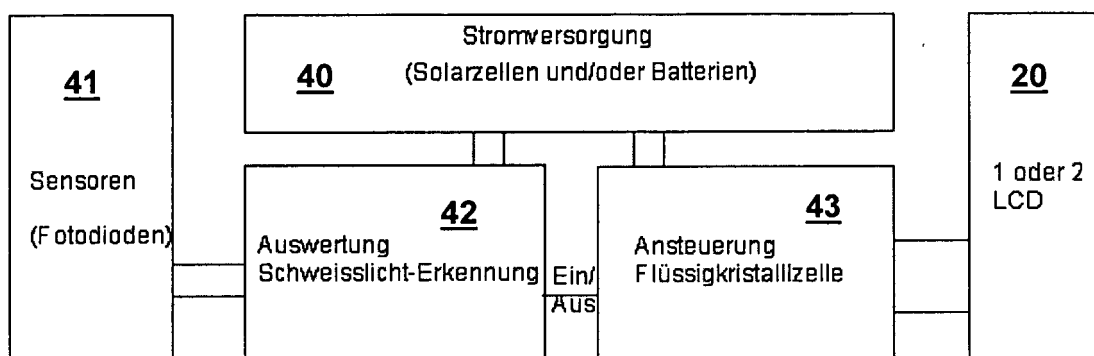 41
Sensoren
(Fotodioden)
Stromversorgung
40
(Solarzellen und/oder Batterien)
42
Auswertung
Schweisslicht-Erkennung
Ein/
Aus
43
Ansteuerung
Flüssigkristallizelle
20
1 oder 2
LCD